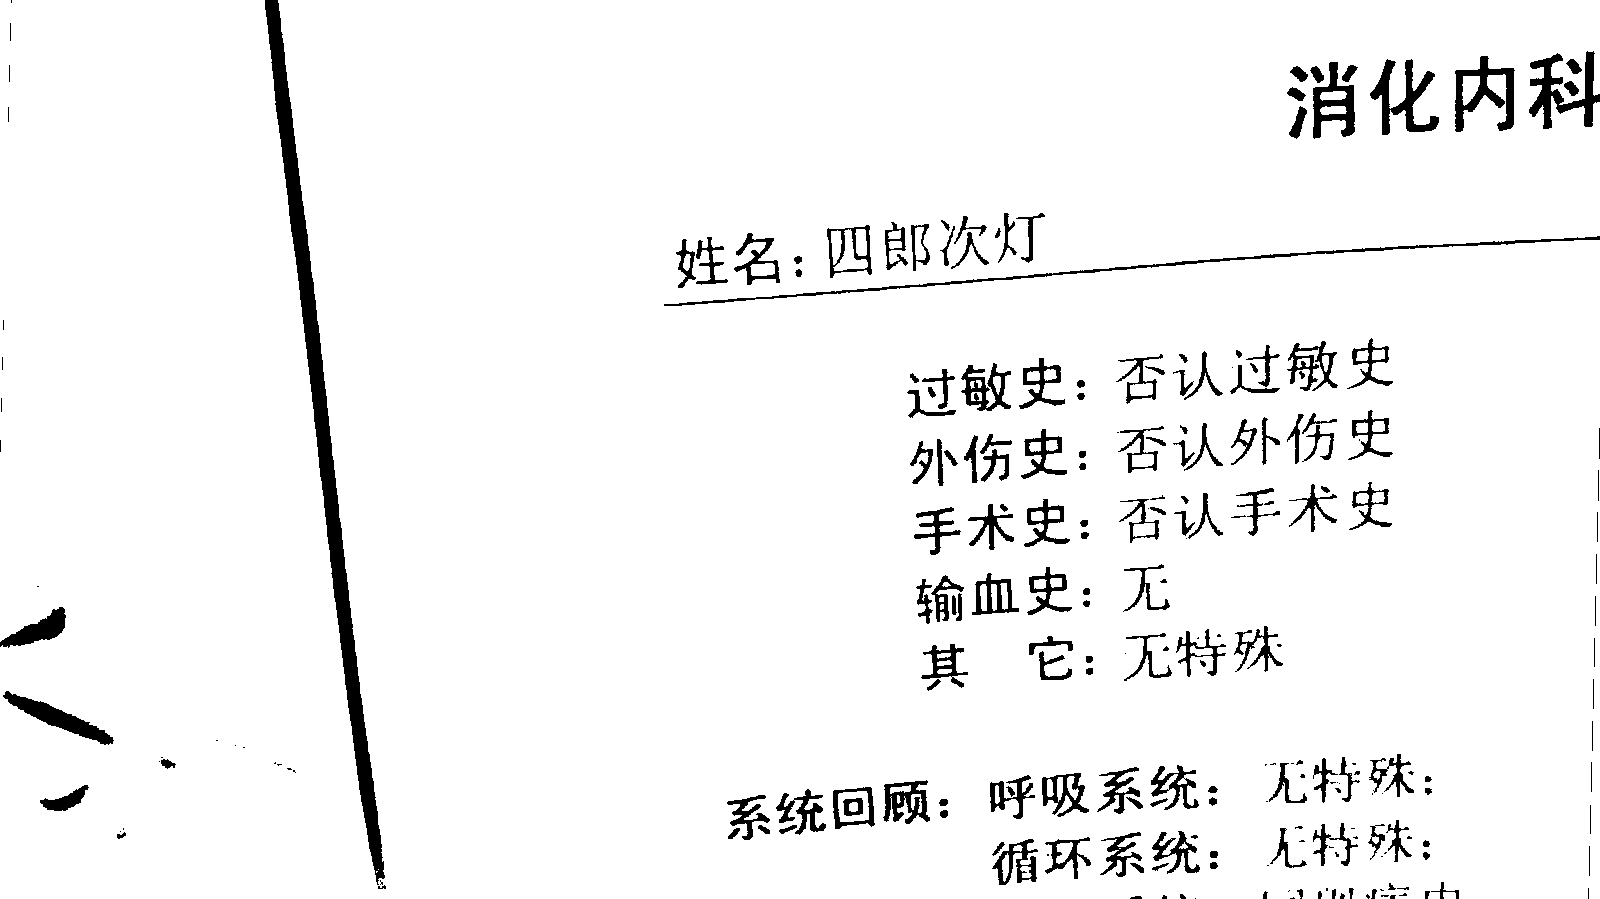 消化内科
姓名：四郎次灯
过敏史：否认过敏史
外伤史：否认外伤史
手术史：否认手术史
输血史：无
其 它：无特殊
系统回顾：呼吸系统：无特殊；
循环系统：无特殊；